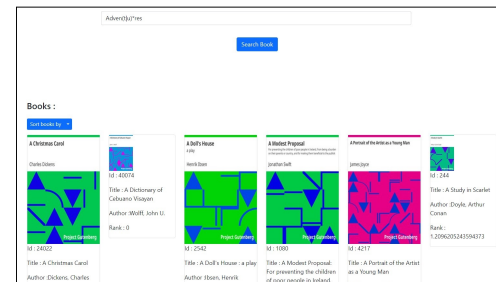 Adven(t|u)*res
Search Book
Books :
Sort books by
A Christmas Carol
Charles Dickens
Project Gutenberg
Id : 24022
Title : A Christmas Carol
Author :Dickens, Charles
Id : 40074
Title : A Dictionary of
Cebuano Visayan
Author :Wolff, John U.
Rank : 0
A Doll's House
a play
Henrik Ibsen
Project Gutenberg
Id : 2542
Title : A Doll's House : a play
Author :Ibsen, Henrik
A Modest Proposal
Jonathan Swift
Project Gutenberg
Id : 1080
Title : A Modest Proposal:
For preventing the children
of poor people in Ireland,
A Portrait of the Artist as a Young Man
James Joyce
Project Gutenberg
Id : 4217
Title : A Portrait of the Artist
as a Young Man
Id : 244
Title : A Study in Scarlet
Author :Doyle, Arthur
Conan
Rank :
1.2096205243594373